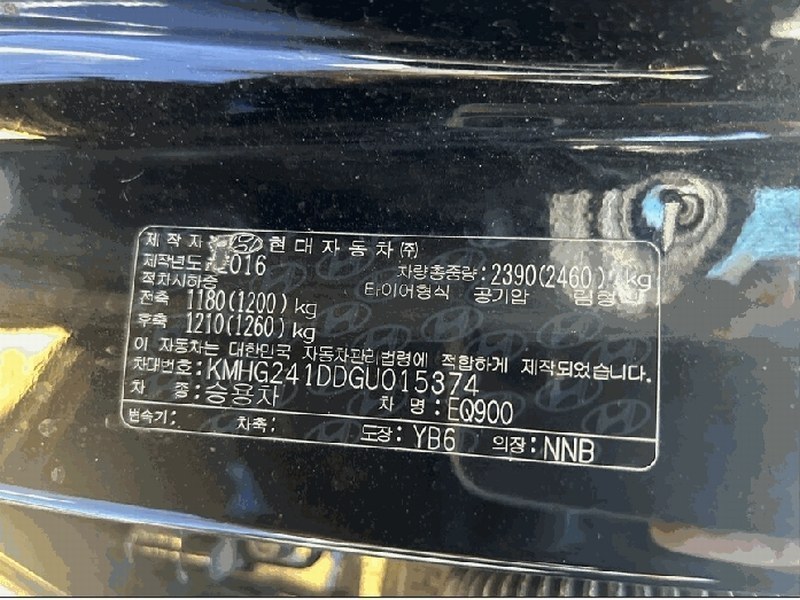 제작자: 현대자동차(주)
제작년도: 2016 차량총중량: 2390(2460) kg
적차시하중 타이어형식 공기압 림형식
전축 1180(1200) kg
후축 1210(1260) kg
이 자동차는 대한민국 자동차관리법령에 적합하게 제작되었습니다.
차대번호: KMHG241DDGU015374
차 종: 승용차 차 명: EQ900
변속기: 차축: 도장: YB6 의장: NNB